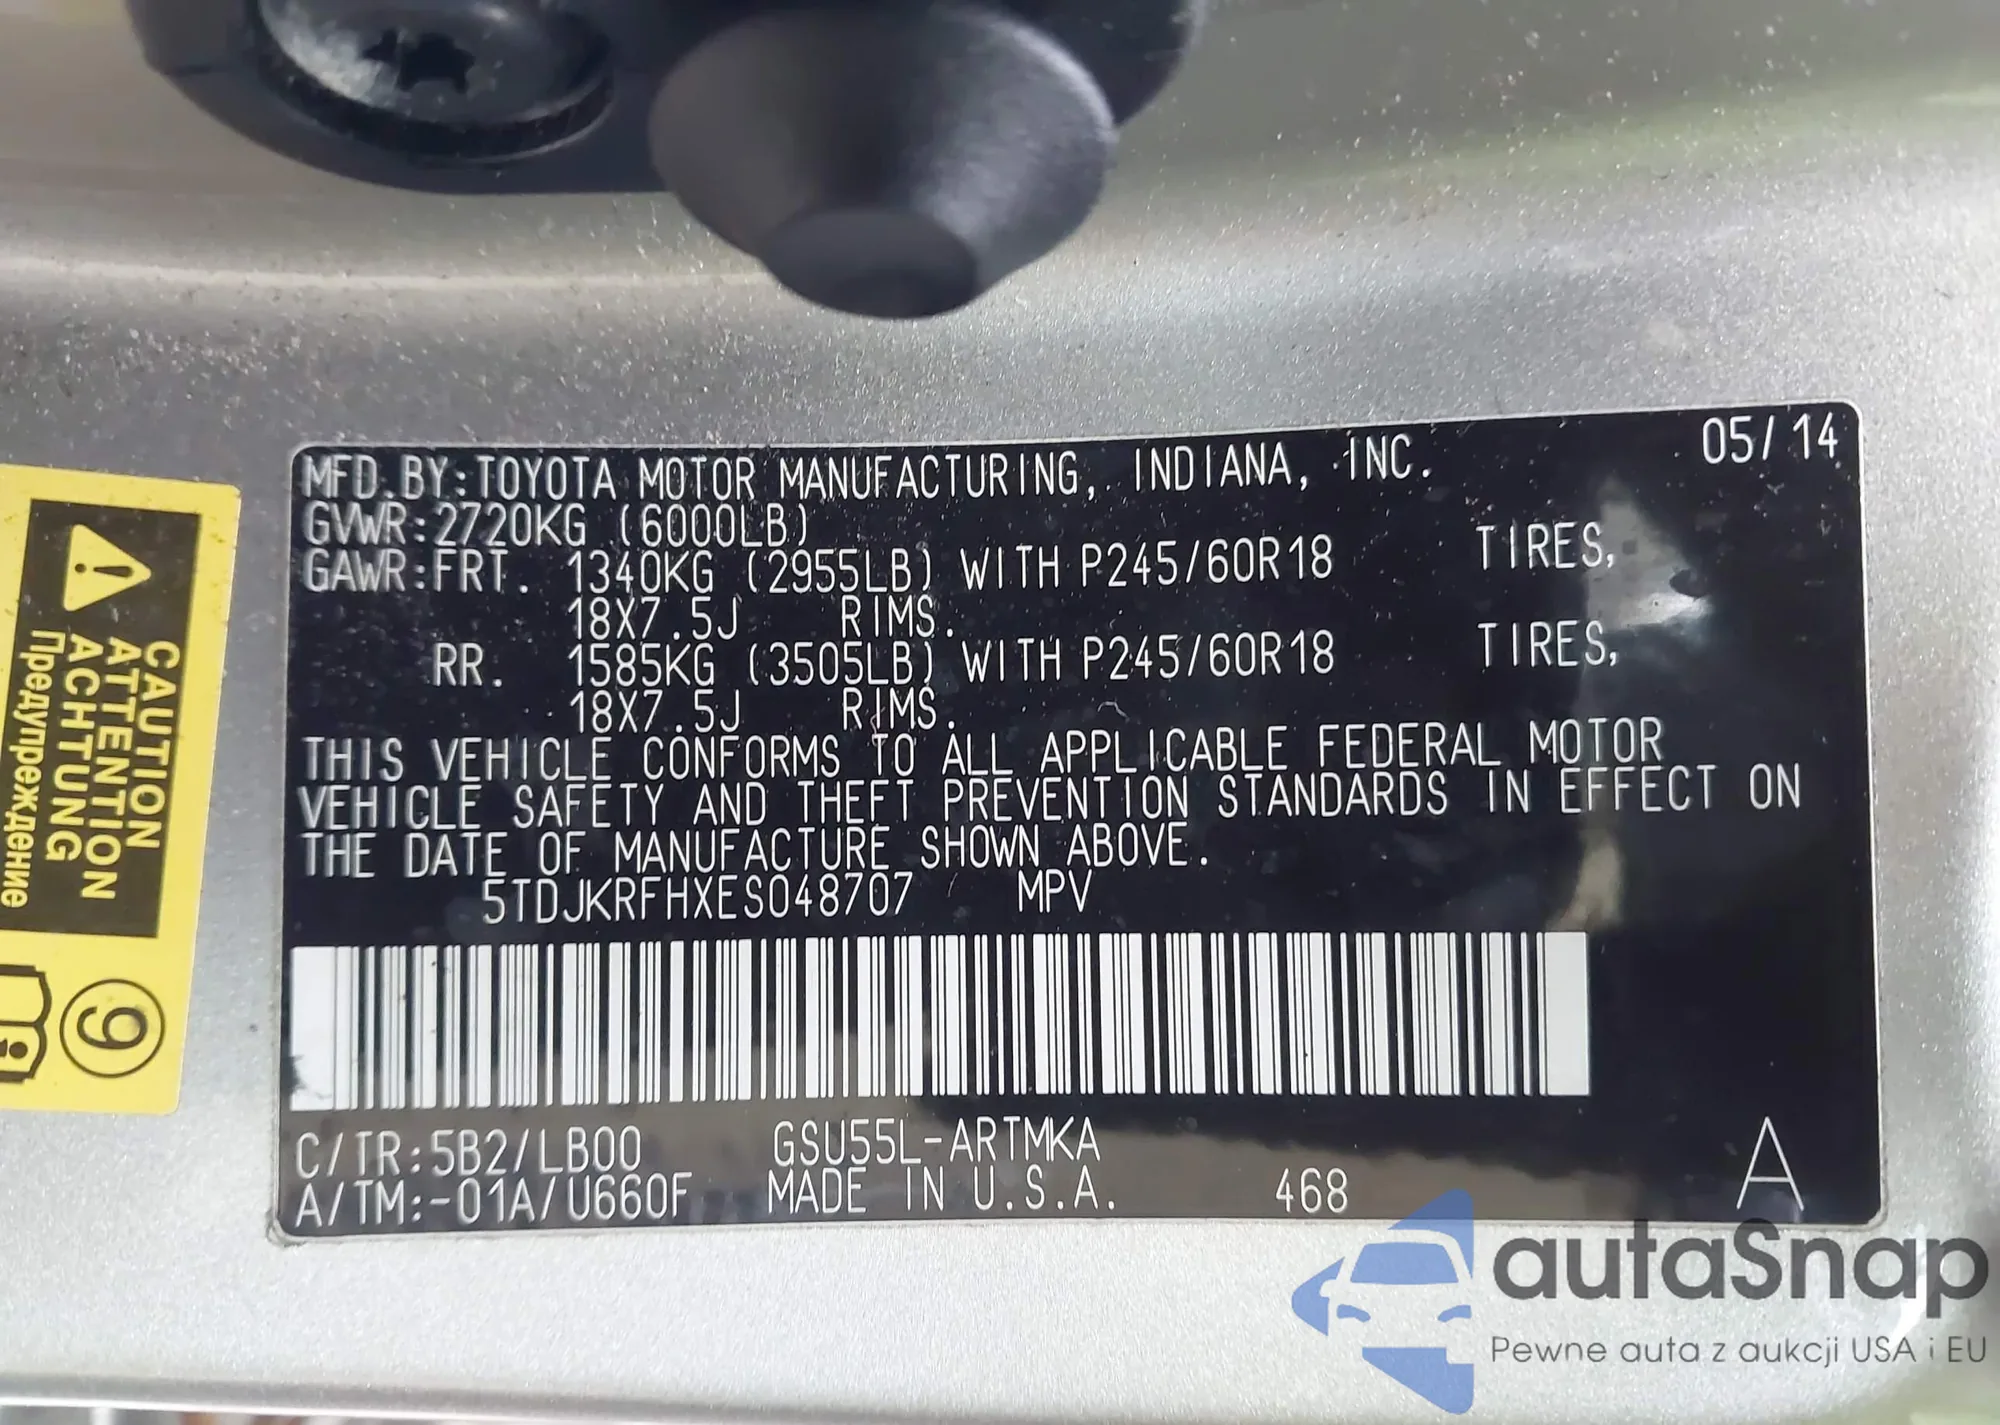 MFD.BY:TOYOTA MOTOR MANUFACTURING, INDIANA, INC. 05/14
GVWR:2720KG (6000LB)
GAWR:FRT. 1340KG (2955LB) WITH P245/60R18 TIRES,
18X7.5J RIMS.
RR. 1585KG (3505LB) WITH P245/60R18 TIRES,
18X7.5J RIMS.
THIS VEHICLE CONFORMS TO ALL APPLICABLE FEDERAL MOTOR
VEHICLE SAFETY AND THEFT PREVENTION STANDARDS IN EFFECT ON
THE DATE OF MANUFACTURE SHOWN ABOVE.
5TDJKRFHXES048707 MPV
C/TR:5B2/LB00 GSU55L-ARTMKA
A/TM:-01A/U660F MADE IN U.S.A. 468 A
CAUTION
ATTENTION
ACHTUNG
Предупреждение
9
autaSnap
Pewne auta z aukcji USA i EU